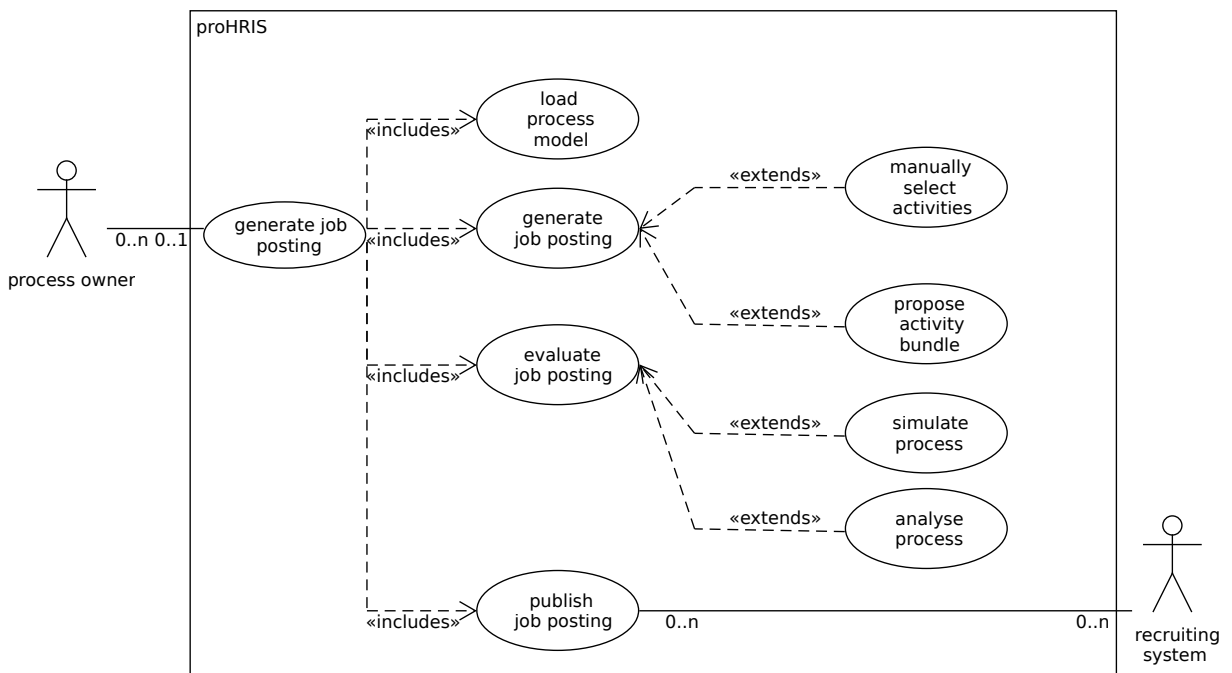 proHRIS
load
process
model
«includes»
manually
select
activities
«extends»
generate job
posting
0..n 0..1
process owner
generate
job posting
«includes»
propose
activity
bundle
«extends»
evaluate
job posting
«includes»
simulate
process
«extends»
analyse
process
«extends»
publish
job posting
«includes»
0..n
0..n
recruiting
system